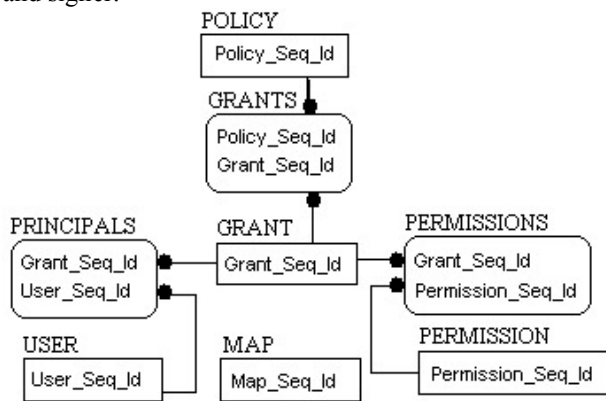 and signer.
POLICY
Policy_Seq_Id
GRANTS
Policy_Seq_Id
Grant_Seq_Id
PRINCIPALS
Grant_Seq_Id
User_Seq_Id
GRANT
Grant_Seq_Id
PERMISSIONS
Grant_Seq_Id
Permission_Seq_Id
USER
User_Seq_Id
MAP
Map_Seq_Id
PERMISSION
Permission_Seq_Id